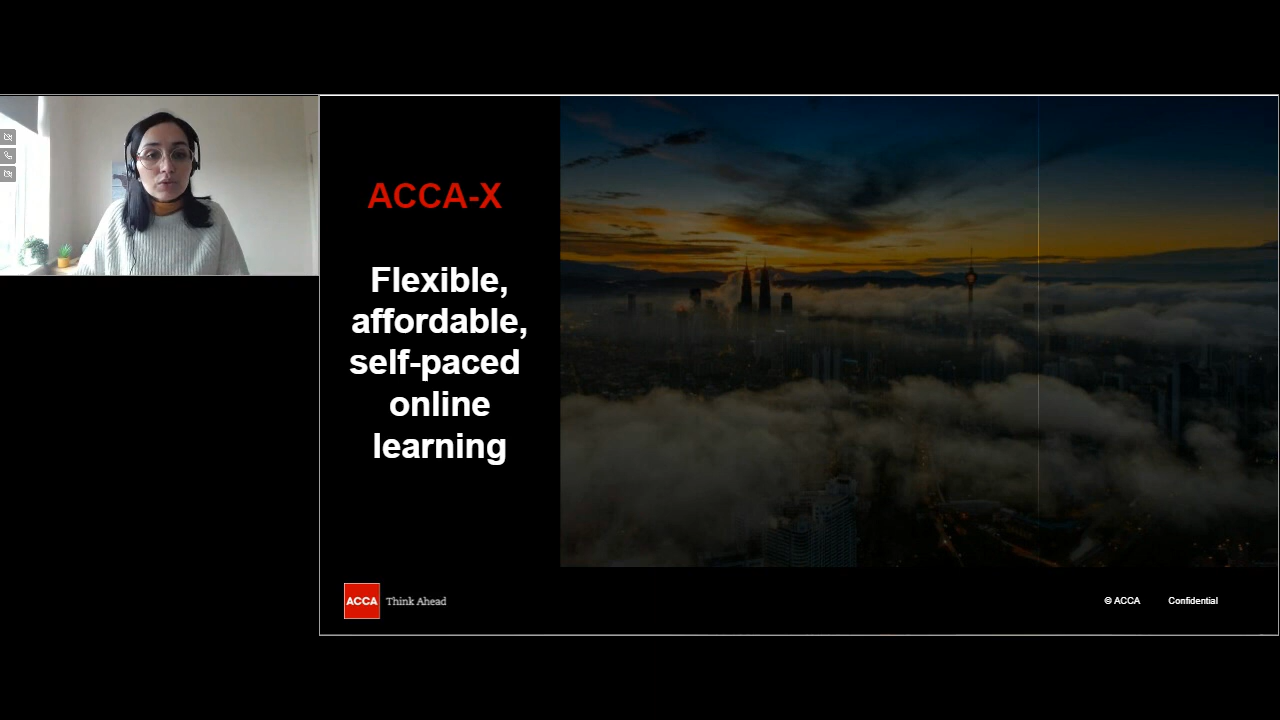 ACCA-X
Flexible,
affordable,
self-paced
online
learning
ACCA
Think Ahead
© ACCA
Confidential